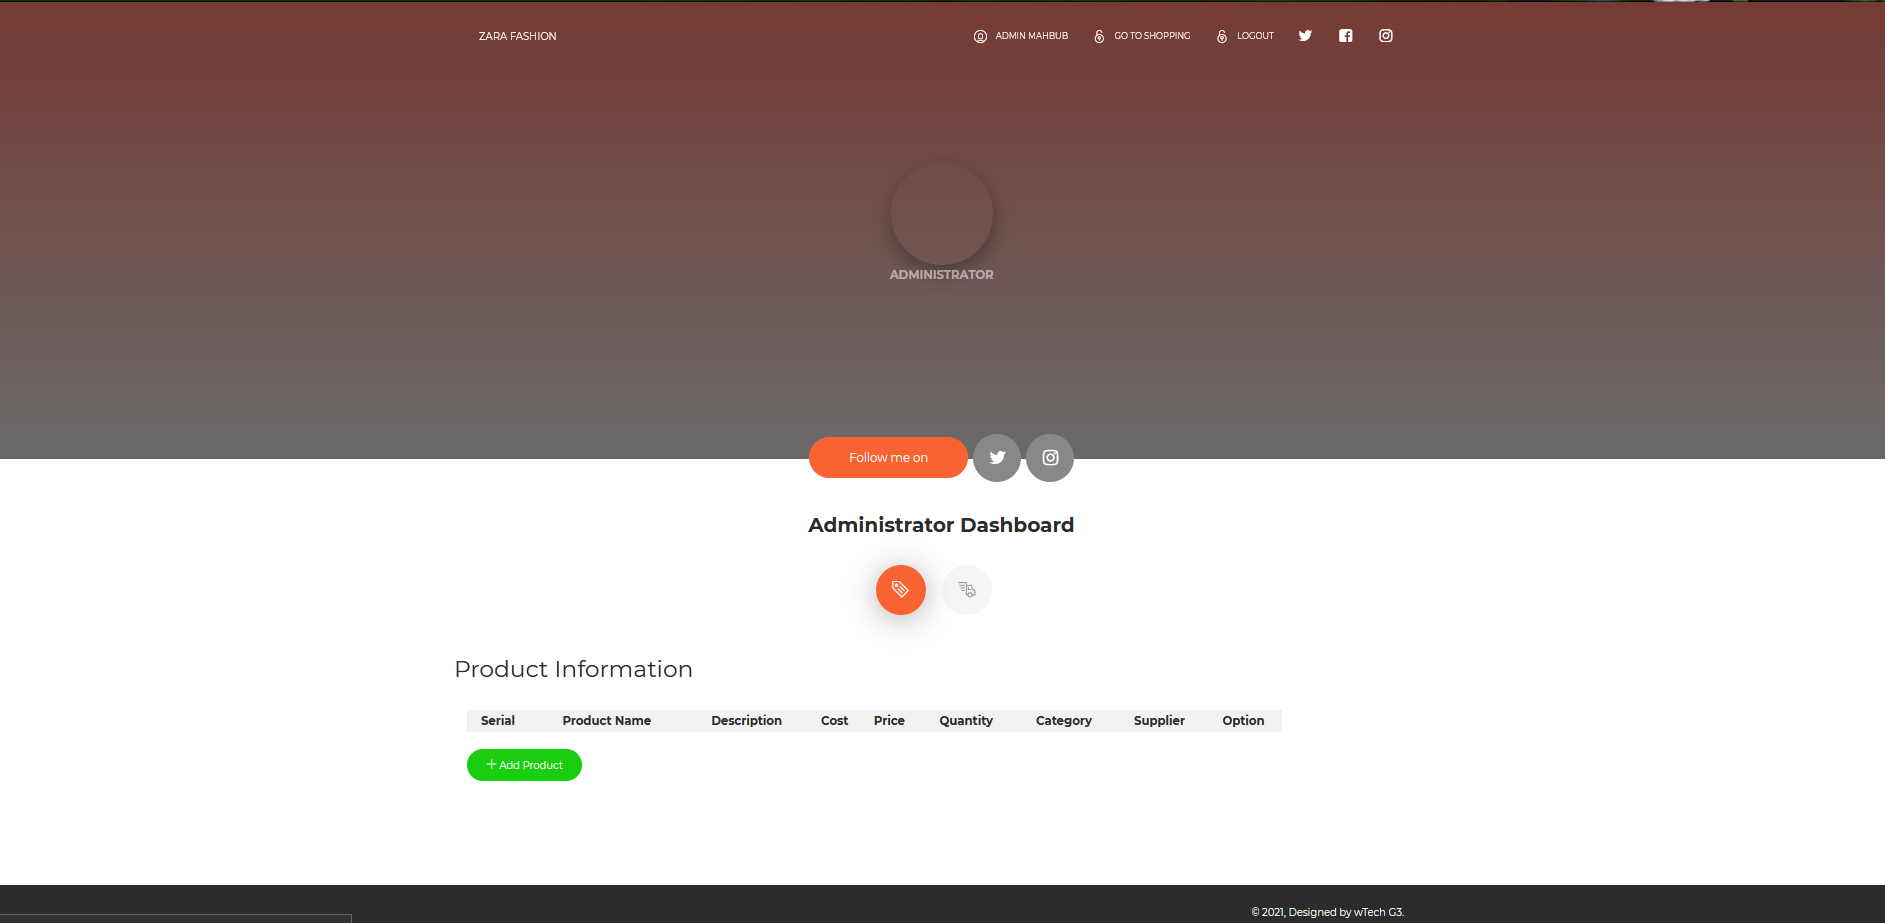 ZARA FASHION
ADMIN MAHBUB
GO TO SHOPPING
LOGOUT
ADMINISTRATOR
Follow me on
Administrator Dashboard
Product Information
Serial Product Name Description Cost Price Quantity Category Supplier Option
+ Add Product
© 2021, Designed by wTech G3.